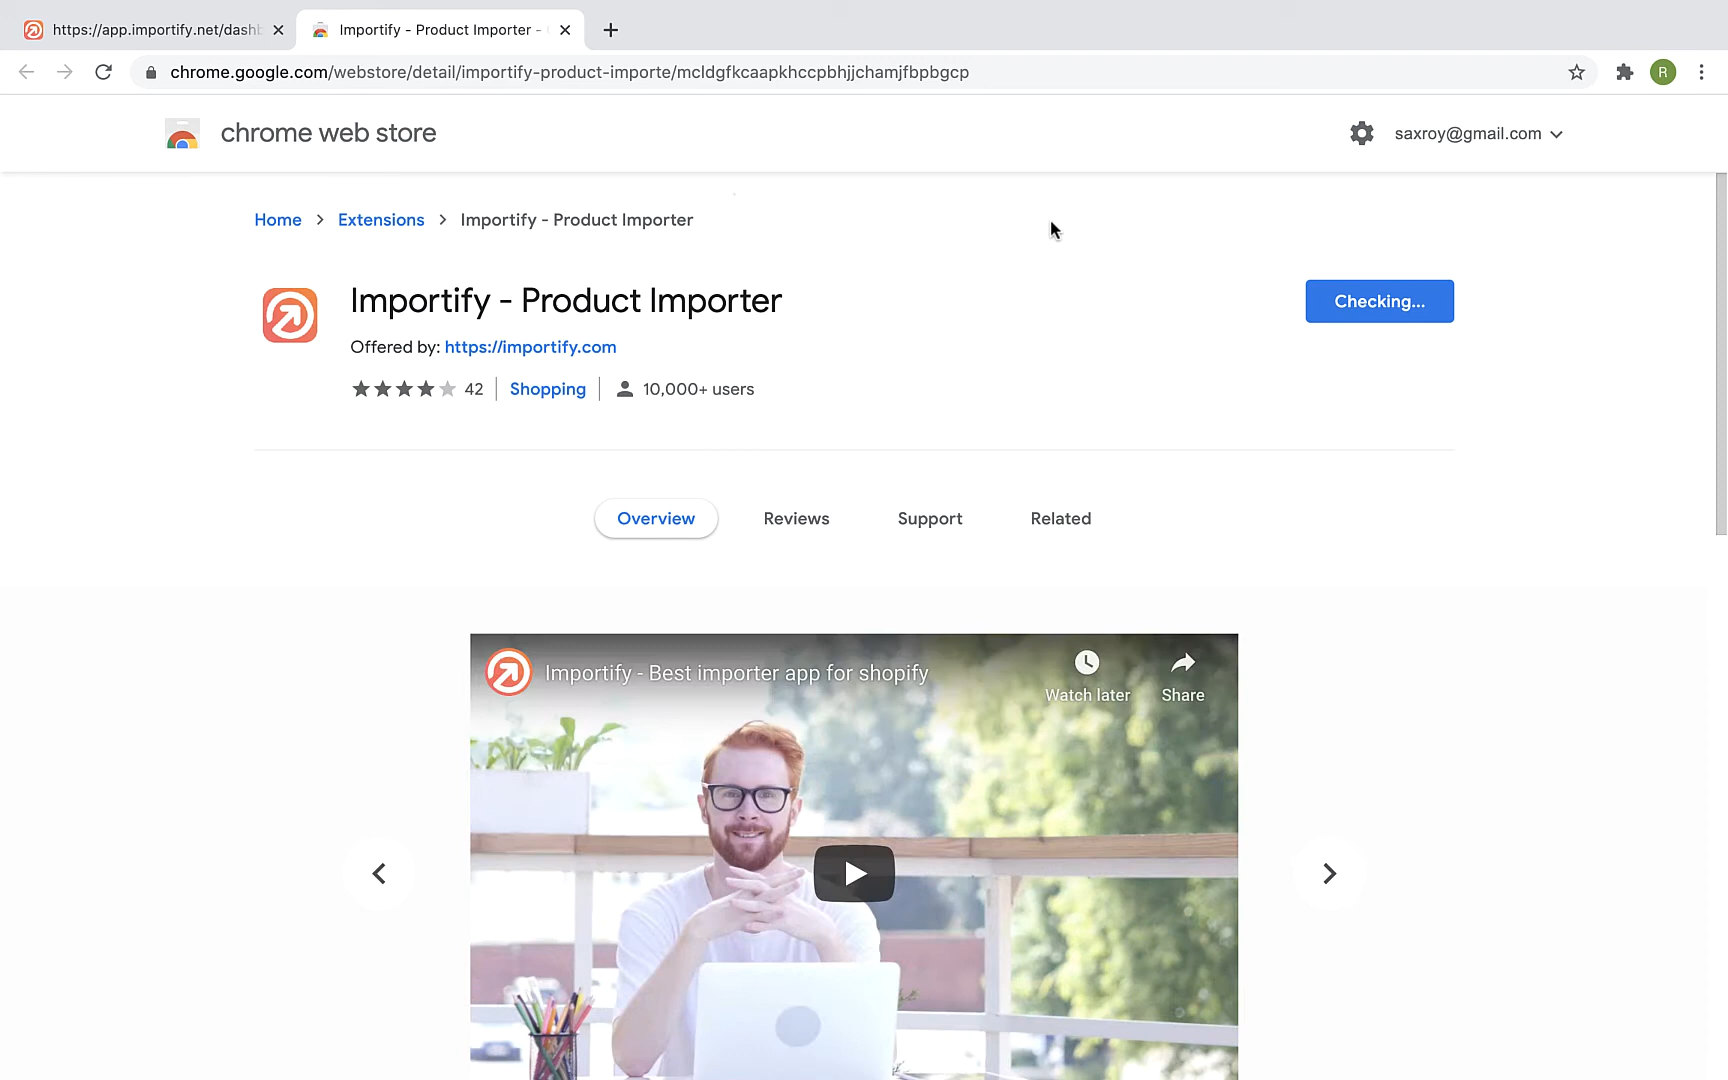 https://app.importify.net/dashb
Importify - Product Importer -
chrome.google.com/webstore/detail/importify-product-importe/mcldgfkcaapkhccpbhjjchamjfbpbgcp
R
chrome web store
saxroy@gmail.com
Home > Extensions > Importify - Product Importer
Importify - Product Importer
Checking...
Offered by: https://importify.com
42
Shopping
10,000+ users
Overview
Reviews
Support
Related
Importify - Best importer app for shopify
Watch later
Share